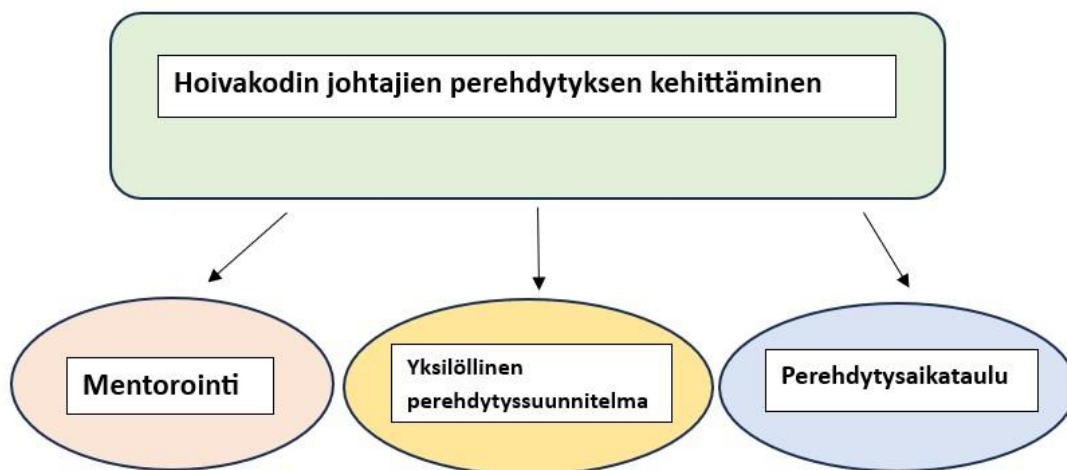 Hoivakodin johtajien perehdytyksen kehittäminen
Mentorointi
Yksilöllinen
perehdytyssuunnitelma
Perehdytysaikataulu